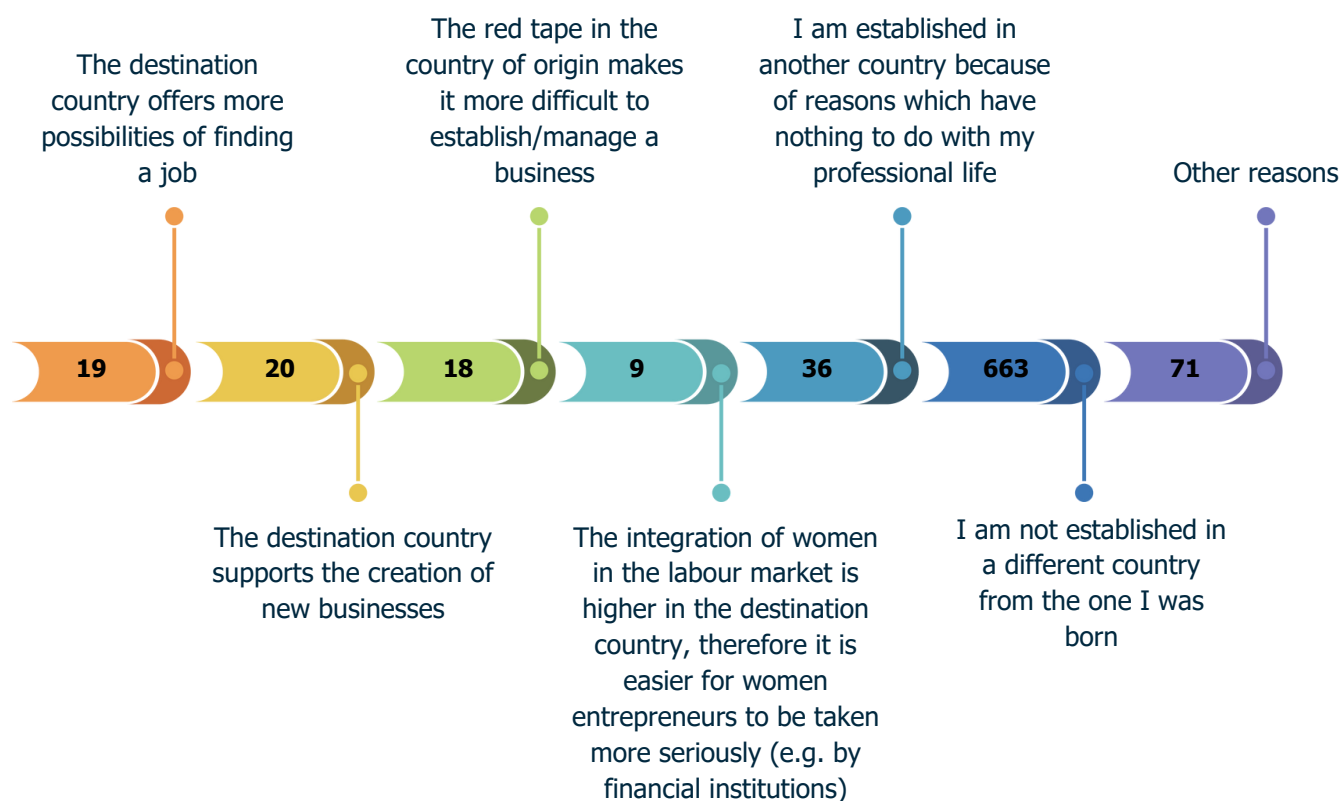 The destination
country offers more
possibilities of finding
a job
The red tape in the
country of origin makes
it more difficult to
establish/manage a
business
I am established in
another country because
of reasons which have
nothing to do with my
professional life
Other reasons
19
20
18
9
36
663
71
The destination country
supports the creation of
new businesses
The integration of women
in the labour market is
higher in the destination
country, therefore it is
easier for women
entrepreneurs to be taken
more seriously (e.g. by
financial institutions)
I am not established in
a different country
from the one I was
born